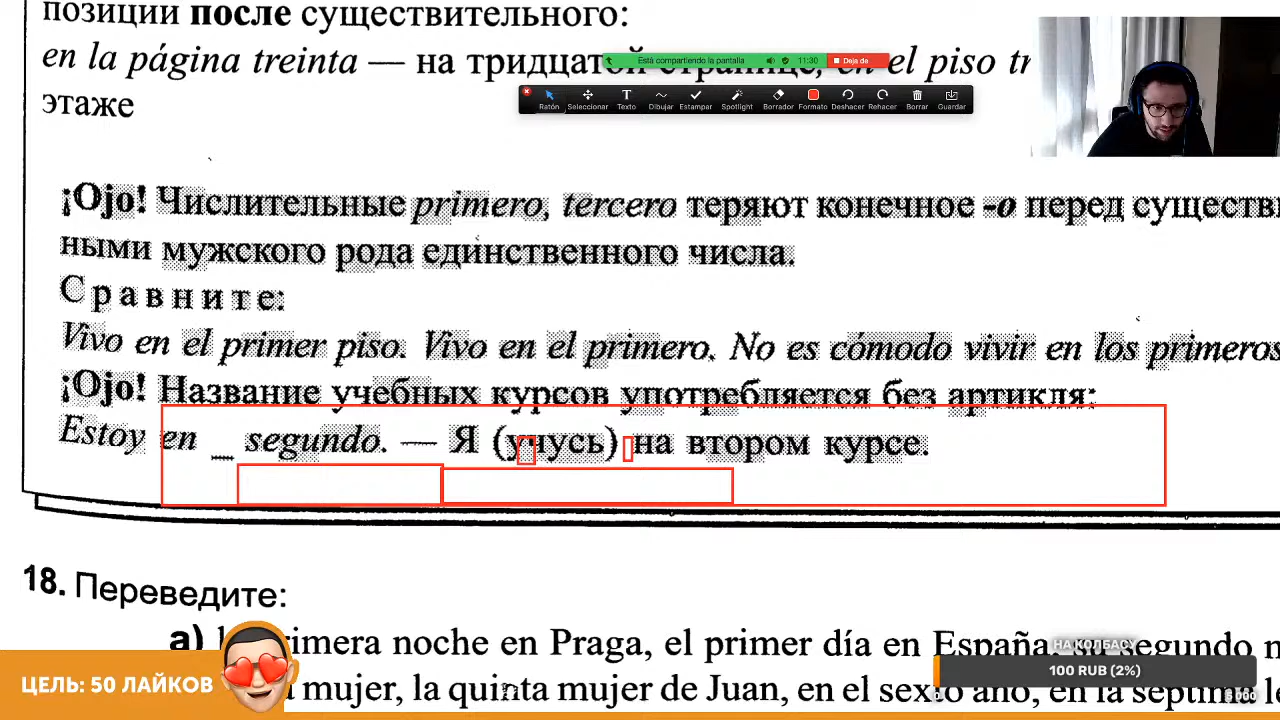 позиции после существительного:
en la página treinta — на тридцатой странице, en el piso tr
этаже
Está compartiendo la pantalla 11:30 Deja de
Ratón Seleccionar Texto Dibujar Estampar Spotlight Borrador Formato Deshacer Rehacer Borrar Guardar
¡Ojo! Числительные primero, tercero теряют конечное -o перед существи
ными мужского рода единственного числа.
Сравните:
Vivo en el primer piso. Vivo en el primero. No es cómodo vivir en los primeros
¡Ojo! Название учебных курсов употребляется без артикля:
Estoy en _ segundo. — Я (учусь) на втором курсе.
18. Переведите:
a) primera noche en Praga, el primer día en España, su segundo
mujer, la quinta mujer de Juan, en el sexto año, en la séptima le
ЦЕЛЬ: 50 ЛАЙКОВ
НА КОЛБАСУ
100 RUB (2%)